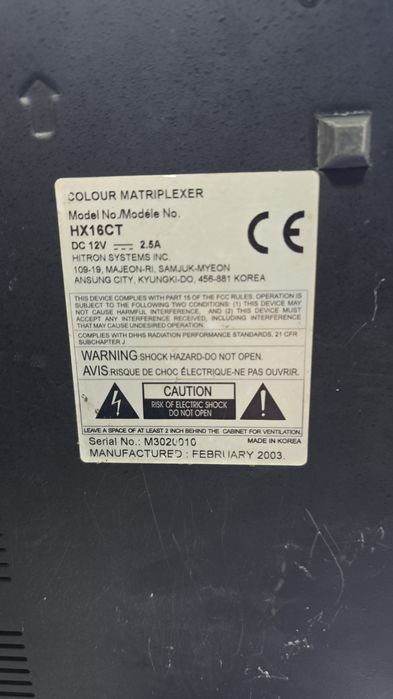 COLOUR MATRIPLEXER
Model No./Modéle No.
HX16CT
DC 12V 2.5A
HITRON SYSTEMS INC.
109-19, MAJEON-RI, SAMJUK-MYEON
ANSUNG CITY, KYUNGKI-DO, 456-881 KOREA
CE
THIS DEVICE COMPLIES WITH PART 15 OF THE FCC RULES. OPERATION IS
SUBJECT TO THE FOLLOWING TWO CONDITIONS: (1) THIS DEVICE MAY
NOT CAUSE HARMFUL INTERFERENCE, AND (2) THIS DEVICE MUST
ACCEPT ANY INTERFERENCE RECEIVED, INCLUDING INTERFERENCE
THAT MAY CAUSE UNDESIRED OPERATION.
COMPLIES WITH DHHS RADIATION PERFORMANCE STANDARDS, 21 CFR
SUBCHAPTER J
WARNING:SHOCK HAZARD-DO NOT OPEN.
AVIS:RISQUE DE CHOC ÉLECTRIQUE-NE PAS OUVRIR.
CAUTION
RISK OF ELECTRIC SHOCK
DO NOT OPEN
LEAVE A SPACE OF AT LEAST 2 INCH BEHIND THE CABINET FOR VENTILATION.
Serial No.: M3020010
MADE IN KOREA
MANUFACTURED : FEBRUARY 2003.